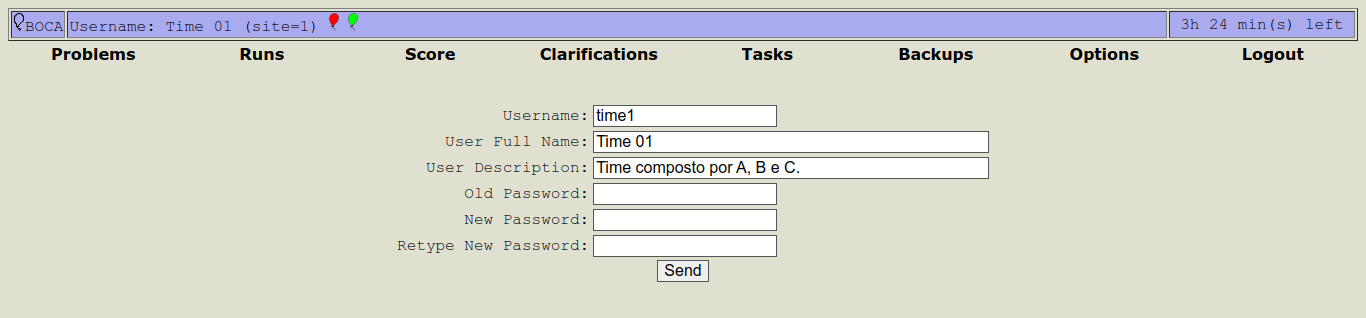 BOCA Username: Time 01 (site=1) 3h 24 min(s) left
Problems Runs Score Clarifications Tasks Backups Options Logout
Username: time1
User Full Name: Time 01
User Description: Time composto por A, B e C.
Old Password:
New Password:
Retype New Password:
Send